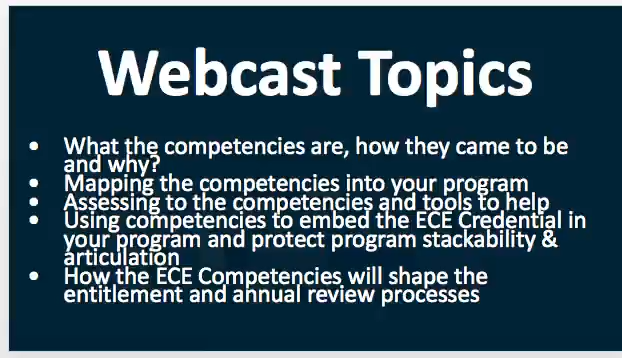 Webcast Topics
• What the competencies are, how they came to be
and why?
• Mapping the competencies into your program
• Assessing to the competencies and tools to help
• Using competencies to embed the ECE Credential in
your program and protect program stackability &
articulation
• How the ECE Competencies will shape the
entitlement and annual review processes